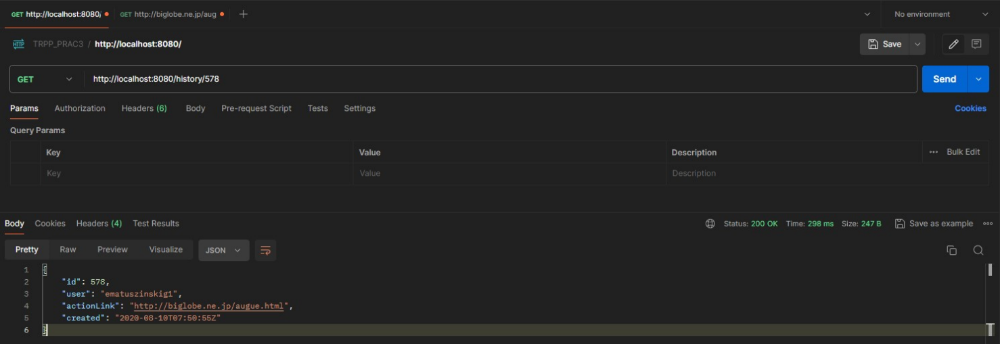 GET http://localhost:8080/ GET http://biglobe.ne.jp/aug + No environment
HTTP TRPP_PRAC3 / http://localhost:8080/ Save
GET http://localhost:8080/history/578 Send
Params Authorization Headers (6) Body Pre-request Script Tests Settings Cookies
Query Params
Key Value Description ••• Bulk Edit
Key Value Description
Body Cookies Headers (4) Test Results Status: 200 OK Time: 298 ms Size: 247 B Save as example •••
Pretty Raw Preview Visualize JSON
1 {
2 "id": 578,
3 "user": "ematuszinskig1",
4 "actionLink": "http://biglobe.ne.jp/augue.html",
5 "created": "2020-08-10T07:50:55Z"
6 }